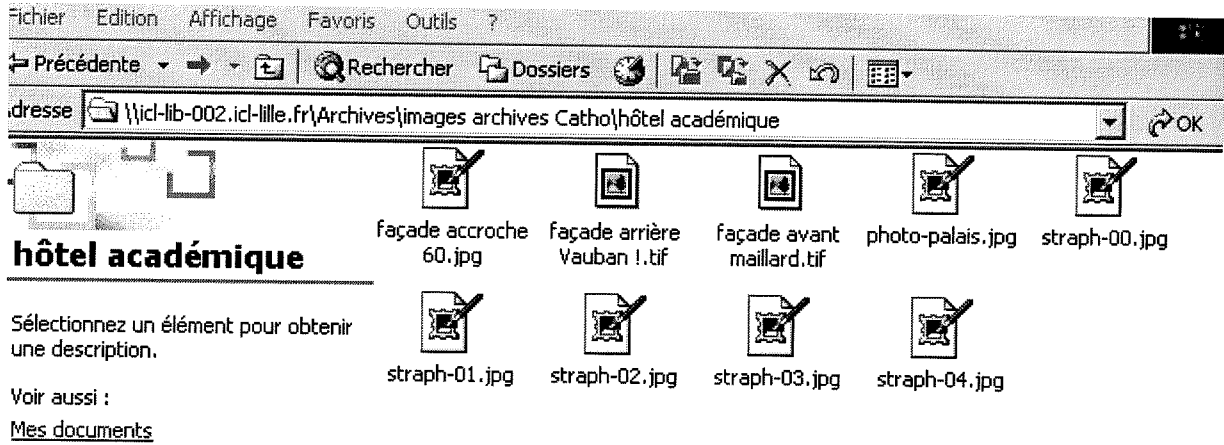 Fichier Edition Affichage Favoris Outils ?
Précédente Rechercher Dossiers
Adresse \\icl-lib-002.icl-lille.fr\Archives\images archives Catho\hôtel académique OK
hôtel académique
Sélectionnez un élément pour obtenir
une description.
Voir aussi :
Mes documents
façade accroche
60.jpg
façade arrière
Vauban !.tif
façade avant
maillard.tif
photo-palais.jpg
straph-00.jpg
straph-01.jpg
straph-02.jpg
straph-03.jpg
straph-04.jpg